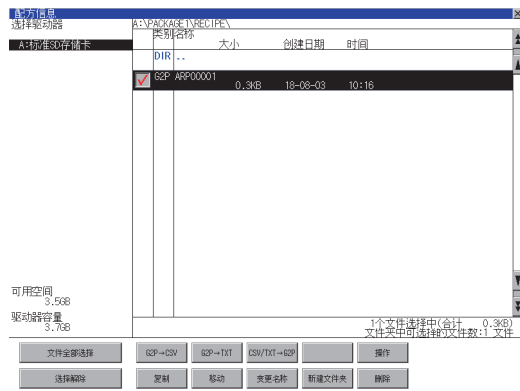 配方信息
选择驱动器
A:\PACKAGE1\RECIPE\
A:标准SD存储卡
类别 名称
大小 创建日期 时间
DIR ..
G2P ARP00001
0.3KB 18-08-03 10:16
可用空间
3.5GB
驱动器容量
3.7GB
1个文件选择中(合计 0.3KB)
文件夹中可选择的文件数:1 文件
文件全部选择
G2P→CSV
G2P→TXT
CSV/TXT→G2P
操作
选择解除
复制
移动
变更名称
新建文件夹
删除